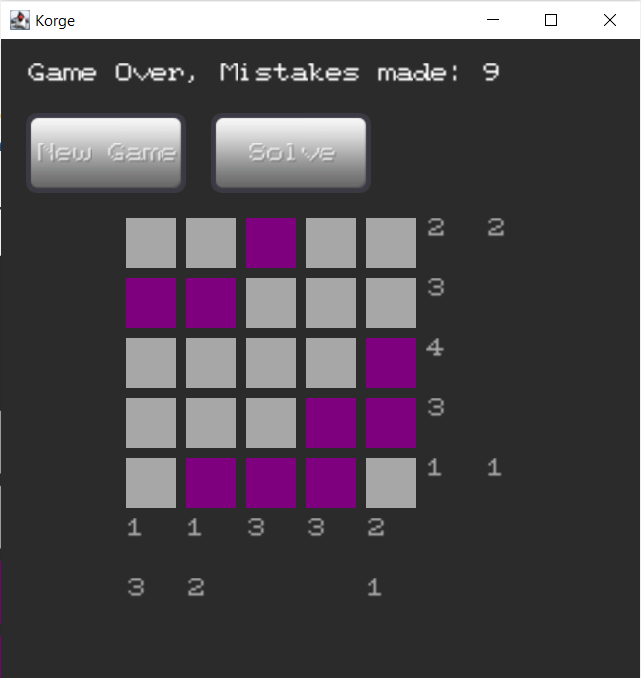 Korge
Game Over, Mistakes made: 9
New Game Solve
2 2
3
4
3
1 1
1 1 3 3 2
3 2 1